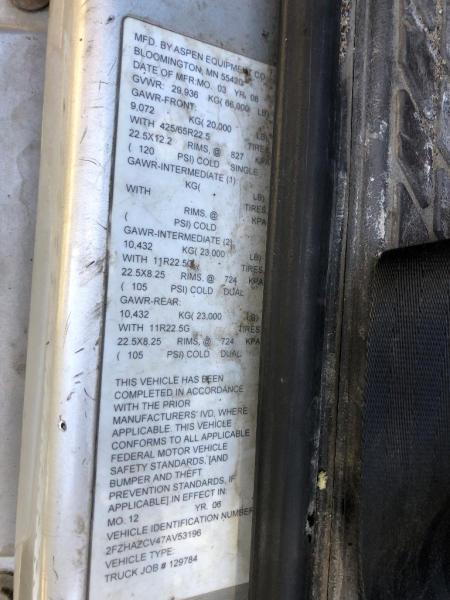 MFD. BY ASPEN EQUIPMENT CO.
BLOOMINGTON, MN 55425
DATE OF MFR:MO. 03 YR. 06
GVWR: 29,936 KG( 66,000 LB)
GAWR-FRONT:
9,072 KG( 20,000 LB)
WITH 425/65R22.5 TIRES,
22.5X12.2 RIMS, @ 827 KPA
( 120 PSI) COLD SINGLE
GAWR-INTERMEDIATE (1)
KG( LB)
WITH TIRES,
RIMS, @ KPA
( PSI) COLD
GAWR-INTERMEDIATE (2)
10,432 KG( 23,000 LB)
WITH 11R22.5G TIRES,
22.5X8.25 RIMS, @ 724 KPA
( 105 PSI) COLD DUAL
GAWR-REAR:
10,432 KG( 23,000 LB)
WITH 11R22.5G TIRES
22.5X8.25 RIMS, @ 724 KPA
( 105 PSI) COLD DUAL
THIS VEHICLE HAS BEEN
COMPLETED IN ACCORDANCE
WITH THE PRIOR
MANUFACTURERS' IVD, WHERE
APPLICABLE. THIS VEHICLE
CONFORMS TO ALL APPLICABLE
FEDERAL MOTOR VEHICLE
SAFETY STANDARDS, [AND
BUMPER AND THEFT
PREVENTION STANDARDS, IF
APPLICABLE] IN EFFECT IN:
MO. 12 YR. 06
VEHICLE IDENTIFICATION NUMBER
2FZHAZCV47AV53196
VEHICLE TYPE:
TRUCK JOB # 129784